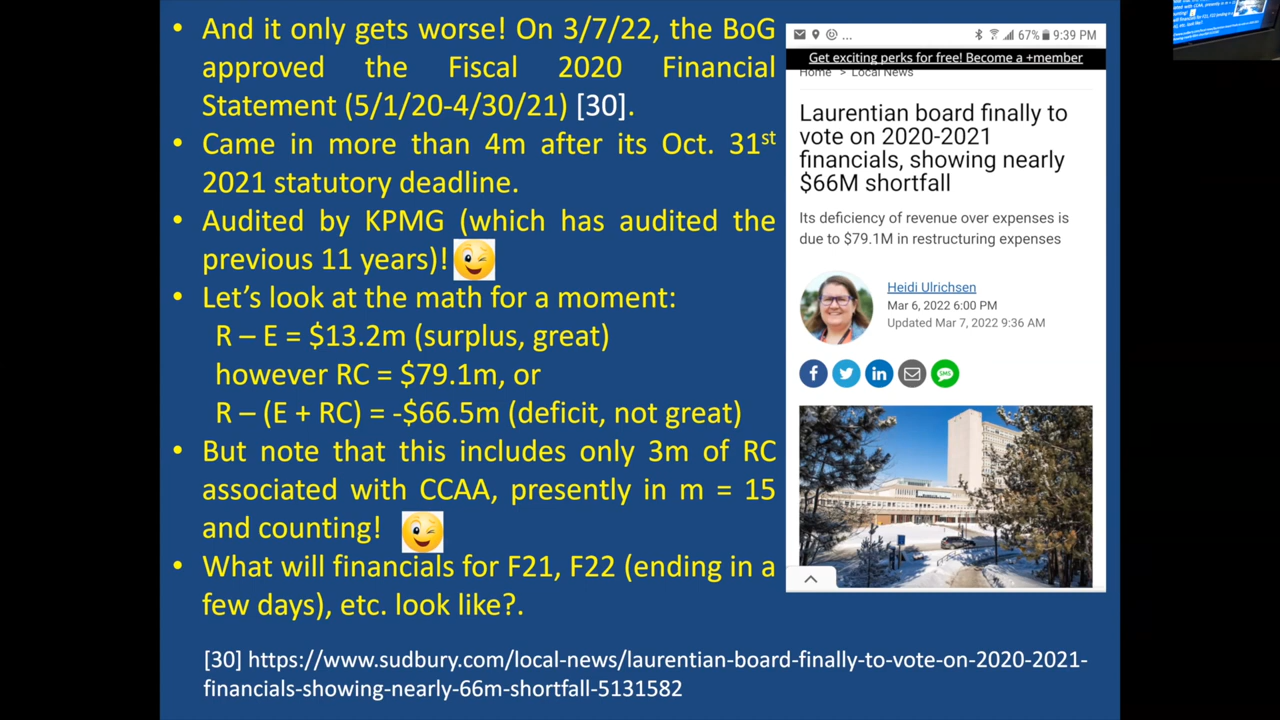 • And it only gets worse! On 3/7/22, the BoG
approved the Fiscal 2020 Financial
Statement (5/1/20-4/30/21) [30].
• Came in more than 4m after its Oct. 31st
2021 statutory deadline.
• Audited by KPMG (which has audited the
previous 11 years)!
• Let’s look at the math for a moment:
R – E = $13.2m (surplus, great)
however RC = $79.1m, or
R – (E + RC) = -$66.5m (deficit, not great)
• But note that this includes only 3m of RC
associated with CCAA, presently in m = 15
and counting!
• What will financials for F21, F22 (ending in a
few days), etc. look like?.
[30] https://www.sudbury.com/local-news/laurentian-board-finally-to-vote-on-2020-2021-
financials-showing-nearly-66m-shortfall-5131582
... 67% 9:39 PM
Get exciting perks for free! Become a +member
Home > Local News
Laurentian board finally to
vote on 2020-2021
financials, showing nearly
$66M shortfall
Its deficiency of revenue over expenses is
due to $79.1M in restructuring expenses
Heidi Ulrichsen
Mar 6, 2022 6:00 PM
Updated Mar 7, 2022 9:36 AM
SMS